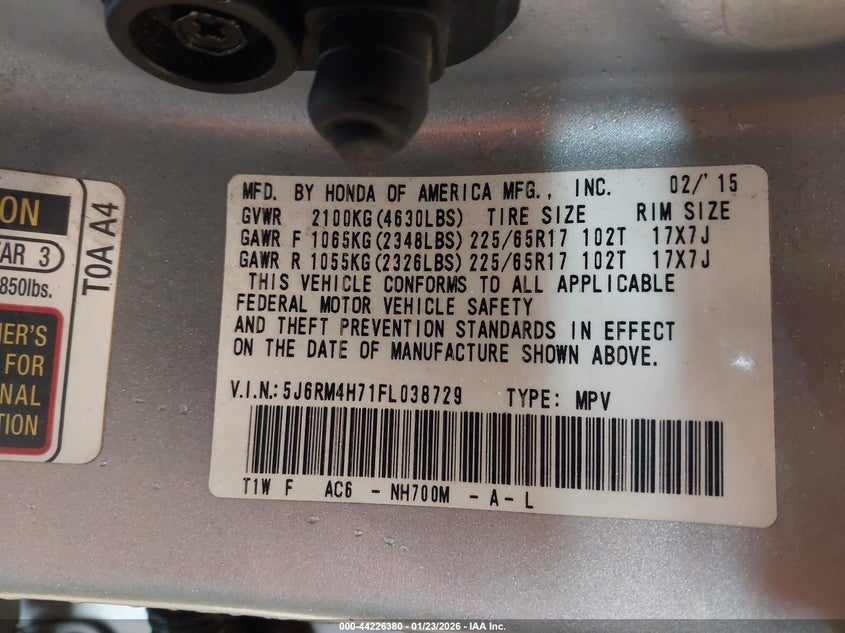 ON
AR 3
850lbs.
T0A A4
ER'S
FOR
NAL
TION
MFD. BY HONDA OF AMERICA MFG., INC. 02/'15
GVWR 2100KG(4630LBS) TIRE SIZE RIM SIZE
GAWR F 1065KG(2348LBS) 225/65R17 102T 17X7J
GAWR R 1055KG(2326LBS) 225/65R17 102T 17X7J
THIS VEHICLE CONFORMS TO ALL APPLICABLE
FEDERAL MOTOR VEHICLE SAFETY
AND THEFT PREVENTION STANDARDS IN EFFECT
ON THE DATE OF MANUFACTURE SHOWN ABOVE.
V.I.N.: 5J6RM4H71FL038729 TYPE: MPV
T1W F AC6 - NH700M - A - L
000-44226380 - 01/23/2026 - IAA Inc.